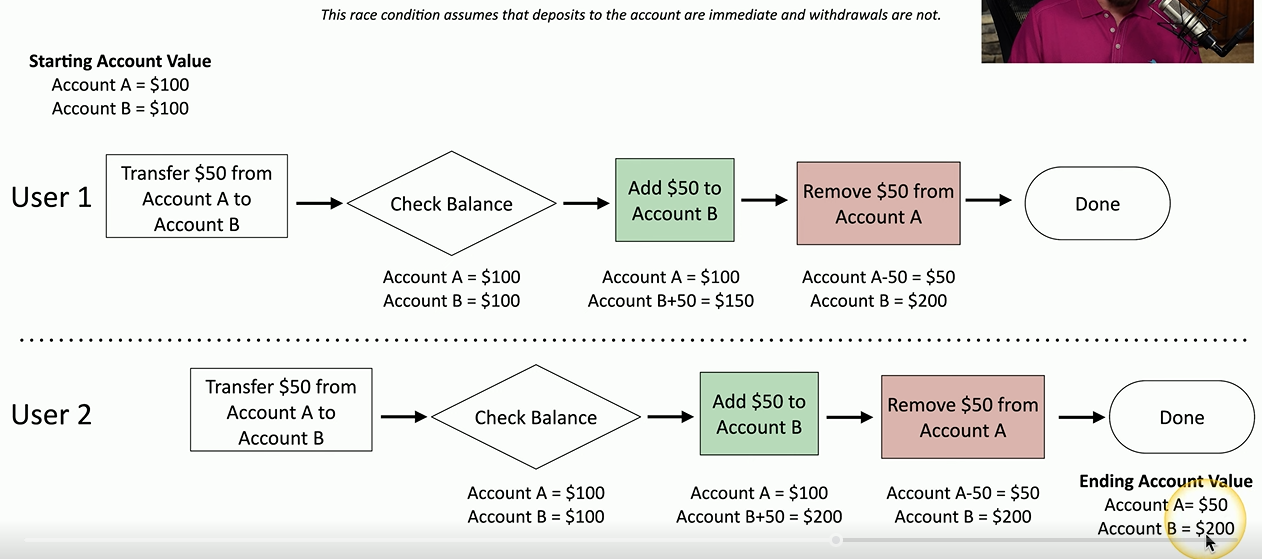 This race condition assumes that deposits to the account are immediate and withdrawals are not.
Starting Account Value
Account A = $100
Account B = $100
User 1
Transfer $50 from
Account A to
Account B
Check Balance
Add $50 to
Account B
Remove $50 from
Account A
Done
Account A = $100
Account B = $100
Account A = $100
Account B+50 = $150
Account A-50 = $50
Account B = $200
User 2
Transfer $50 from
Account A to
Account B
Check Balance
Add $50 to
Account B
Remove $50 from
Account A
Done
Account A = $100
Account B = $100
Account A = $100
Account B+50 = $200
Account A-50 = $50
Account B = $200
Ending Account Value
Account A= $50
Account B = $200